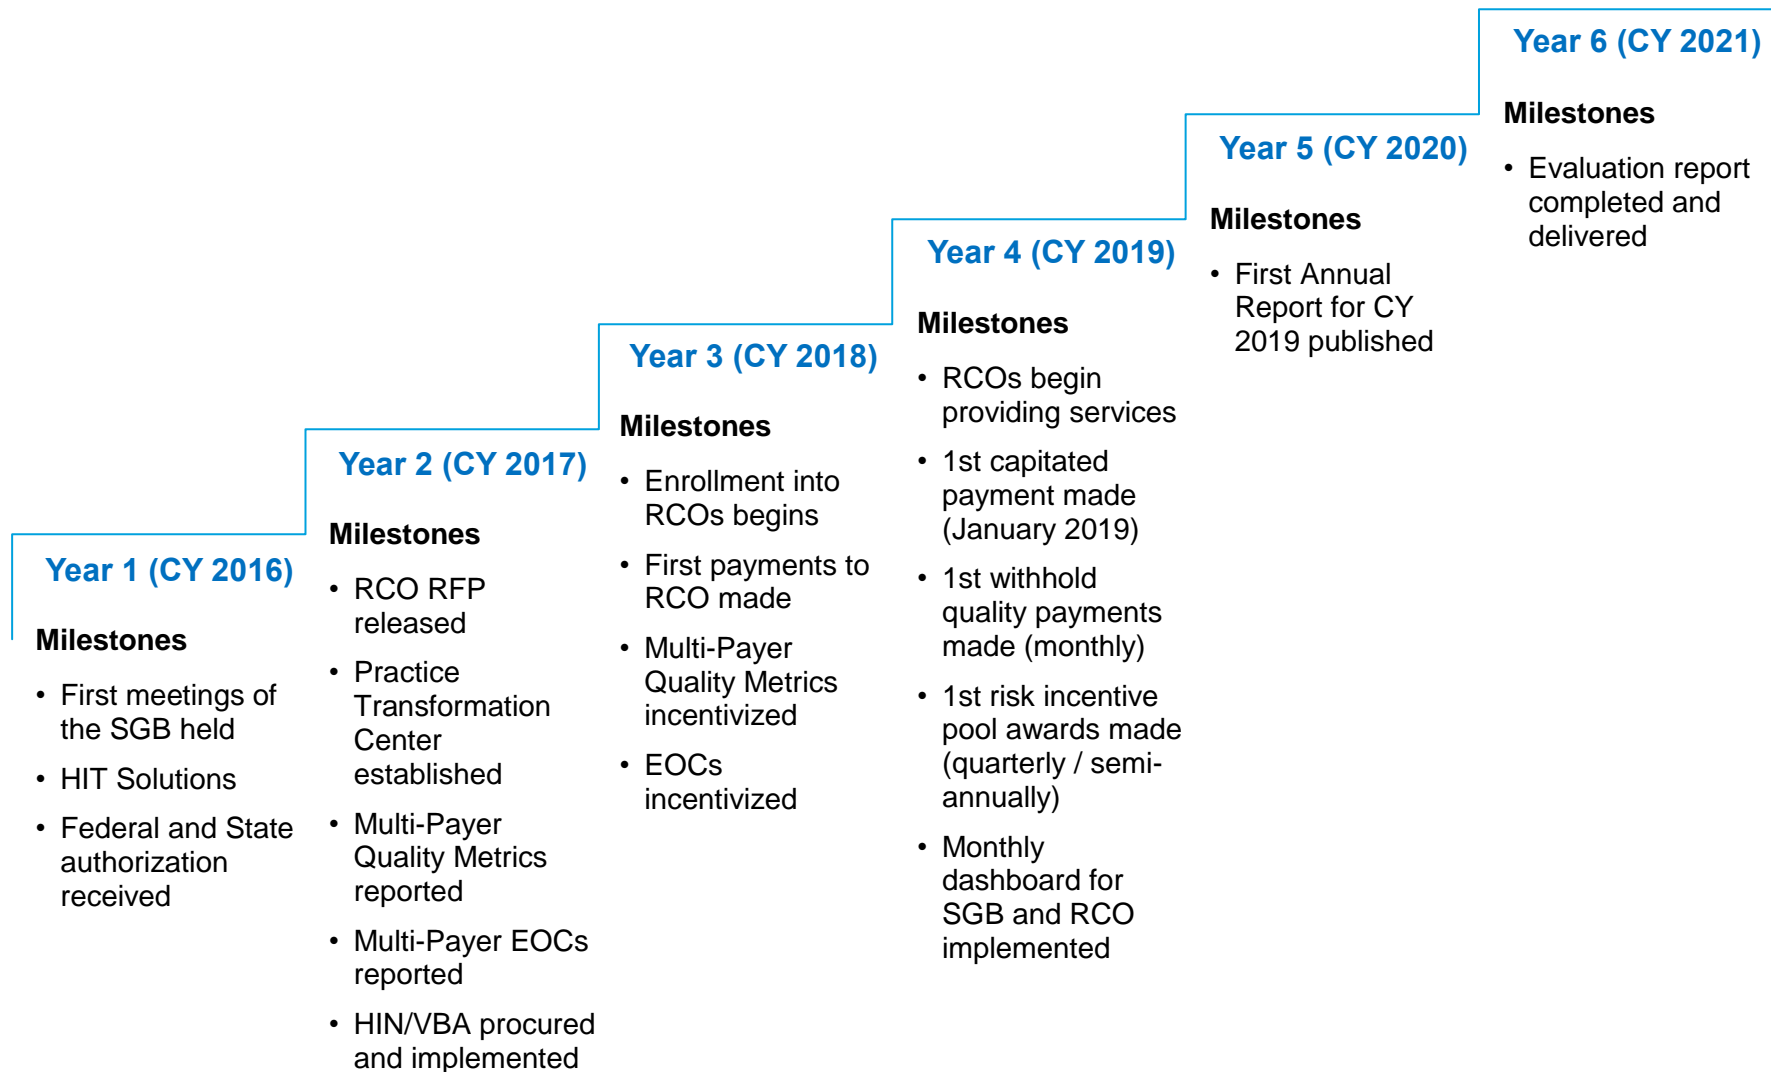 Year 1 (CY 2016)
Milestones
• First meetings of
the SGB held
• HIT Solutions
• Federal and State
authorization
received
Year 2 (CY 2017)
Milestones
• RCO RFP
released
• Practice
Transformation
Center
established
• Multi-Payer
Quality Metrics
reported
• Multi-Payer EOCs
reported
• HIN/VBA procured
and implemented
Year 3 (CY 2018)
Milestones
• Enrollment into
RCOs begins
• First payments to
RCO made
• Multi-Payer
Quality Metrics
incentivized
• EOCs
incentivized
Year 4 (CY 2019)
Milestones
• RCOs begin
providing services
• 1st capitated
payment made
(January 2019)
• 1st withhold
quality payments
made (monthly)
• 1st risk incentive
pool awards made
(quarterly / semi-
annually)
• Monthly
dashboard for
SGB and RCO
implemented
Year 5 (CY 2020)
Milestones
• First Annual
Report for CY
2019 published
Year 6 (CY 2021)
Milestones
• Evaluation report
completed and
delivered